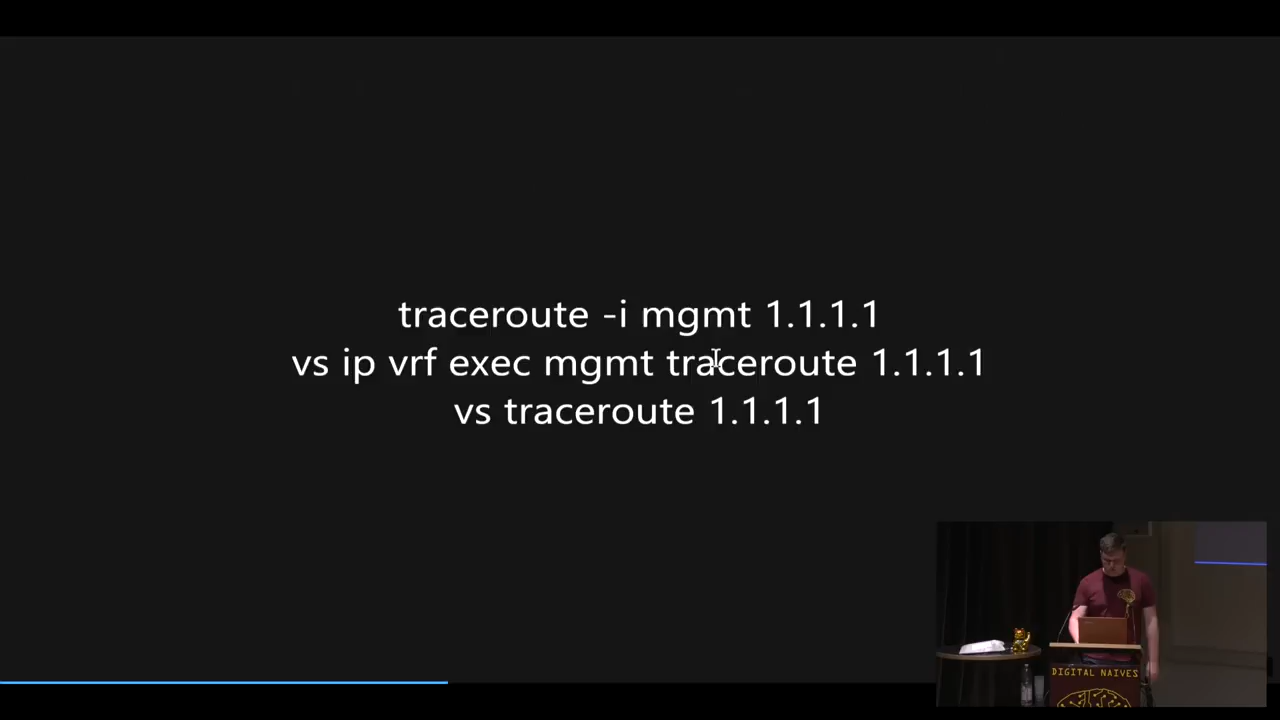 traceroute -i mgmt 1.1.1.1
vs ip vrf exec mgmt traceroute 1.1.1.1
vs traceroute 1.1.1.1
DIGITAL NAIVES